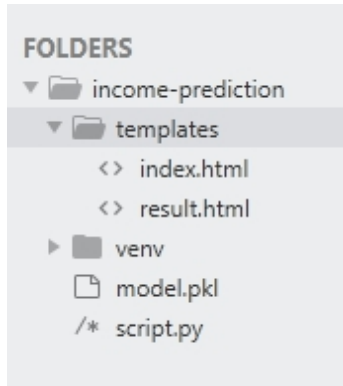 FOLDERS
income-prediction
templates
<> index.html
<> result.html
venv
model.pkl
/* script.py